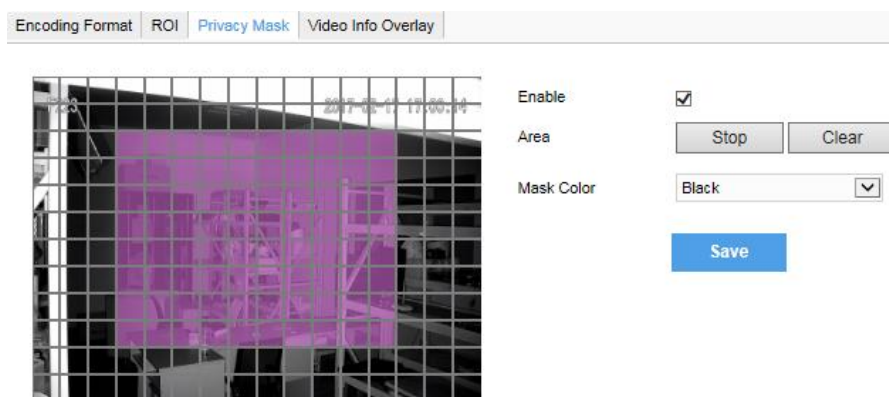 Encoding Format ROI Privacy Mask Video Info Overlay
Enable
Area Stop Clear
Mask Color Black
Save